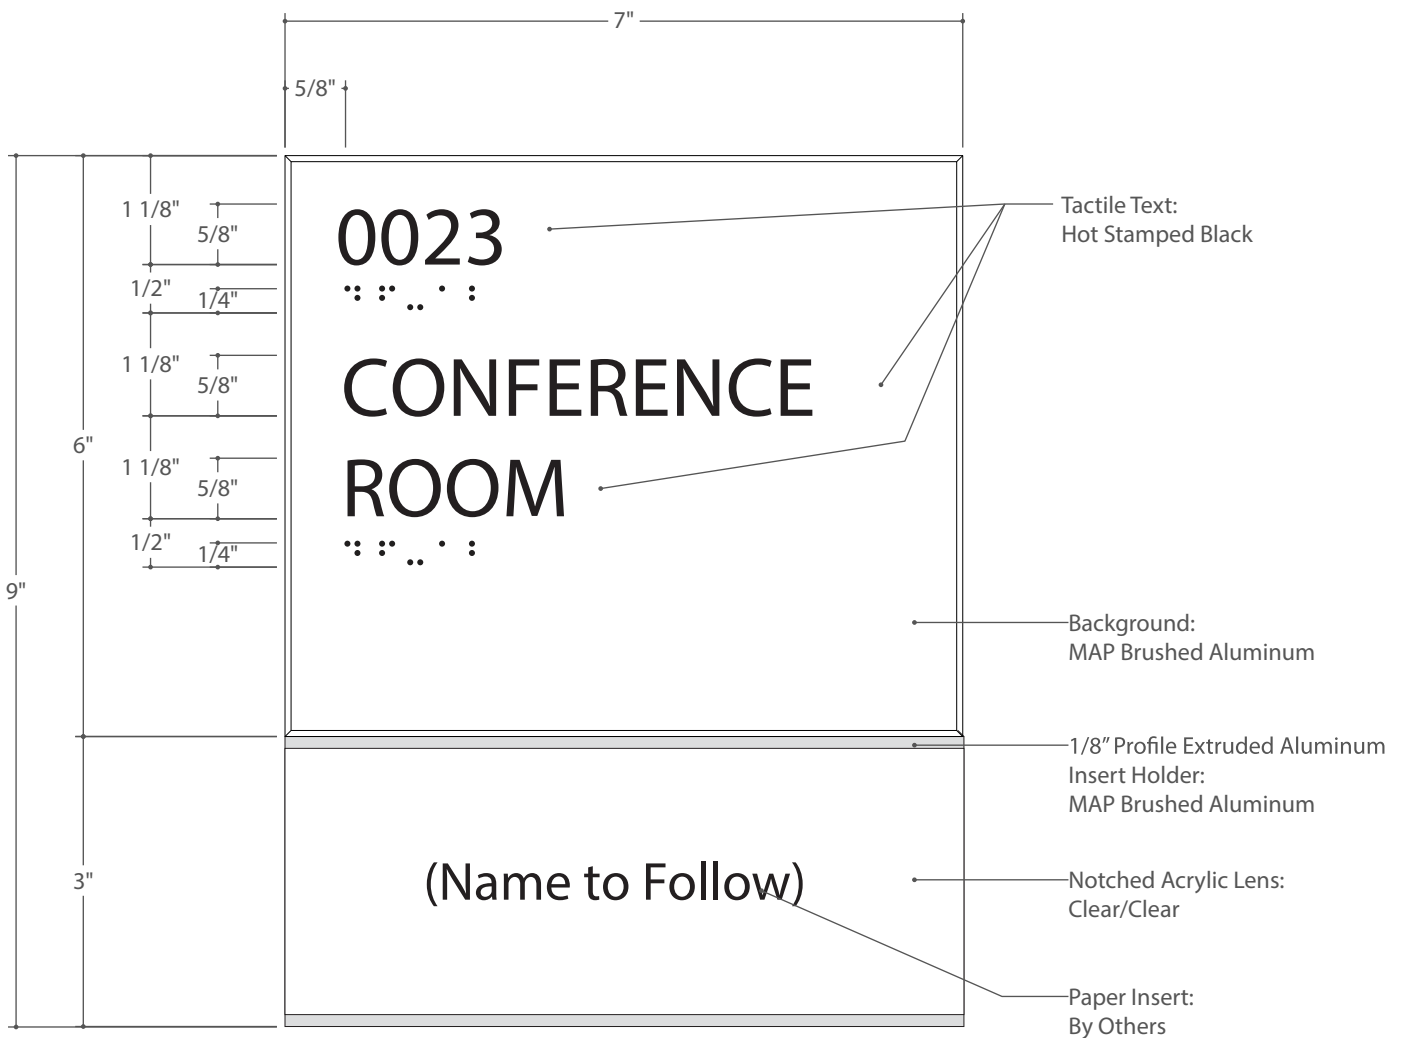 7"
5/8"
1 1/8"
5/8"
1/2"
1/4"
1 1/8"
5/8"
6"
1 1/8"
5/8"
1/2"
1/4"
9"
3"
0023
⠙⠋⠤⠁⠃
CONFERENCE
ROOM
⠙⠋⠤⠁⠃
(Name to Follow)
Tactile Text:
Hot Stamped Black
Background:
MAP Brushed Aluminum
1/8” Profile Extruded Aluminum
Insert Holder:
MAP Brushed Aluminum
Notched Acrylic Lens:
Clear/Clear
Paper Insert:
By Others